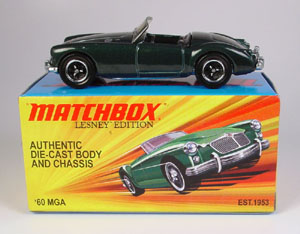 MATCHBOX
LESNEY EDITION
AUTHENTIC
DIE-CAST BODY
AND CHASSIS
'60 MGA
EST.1953